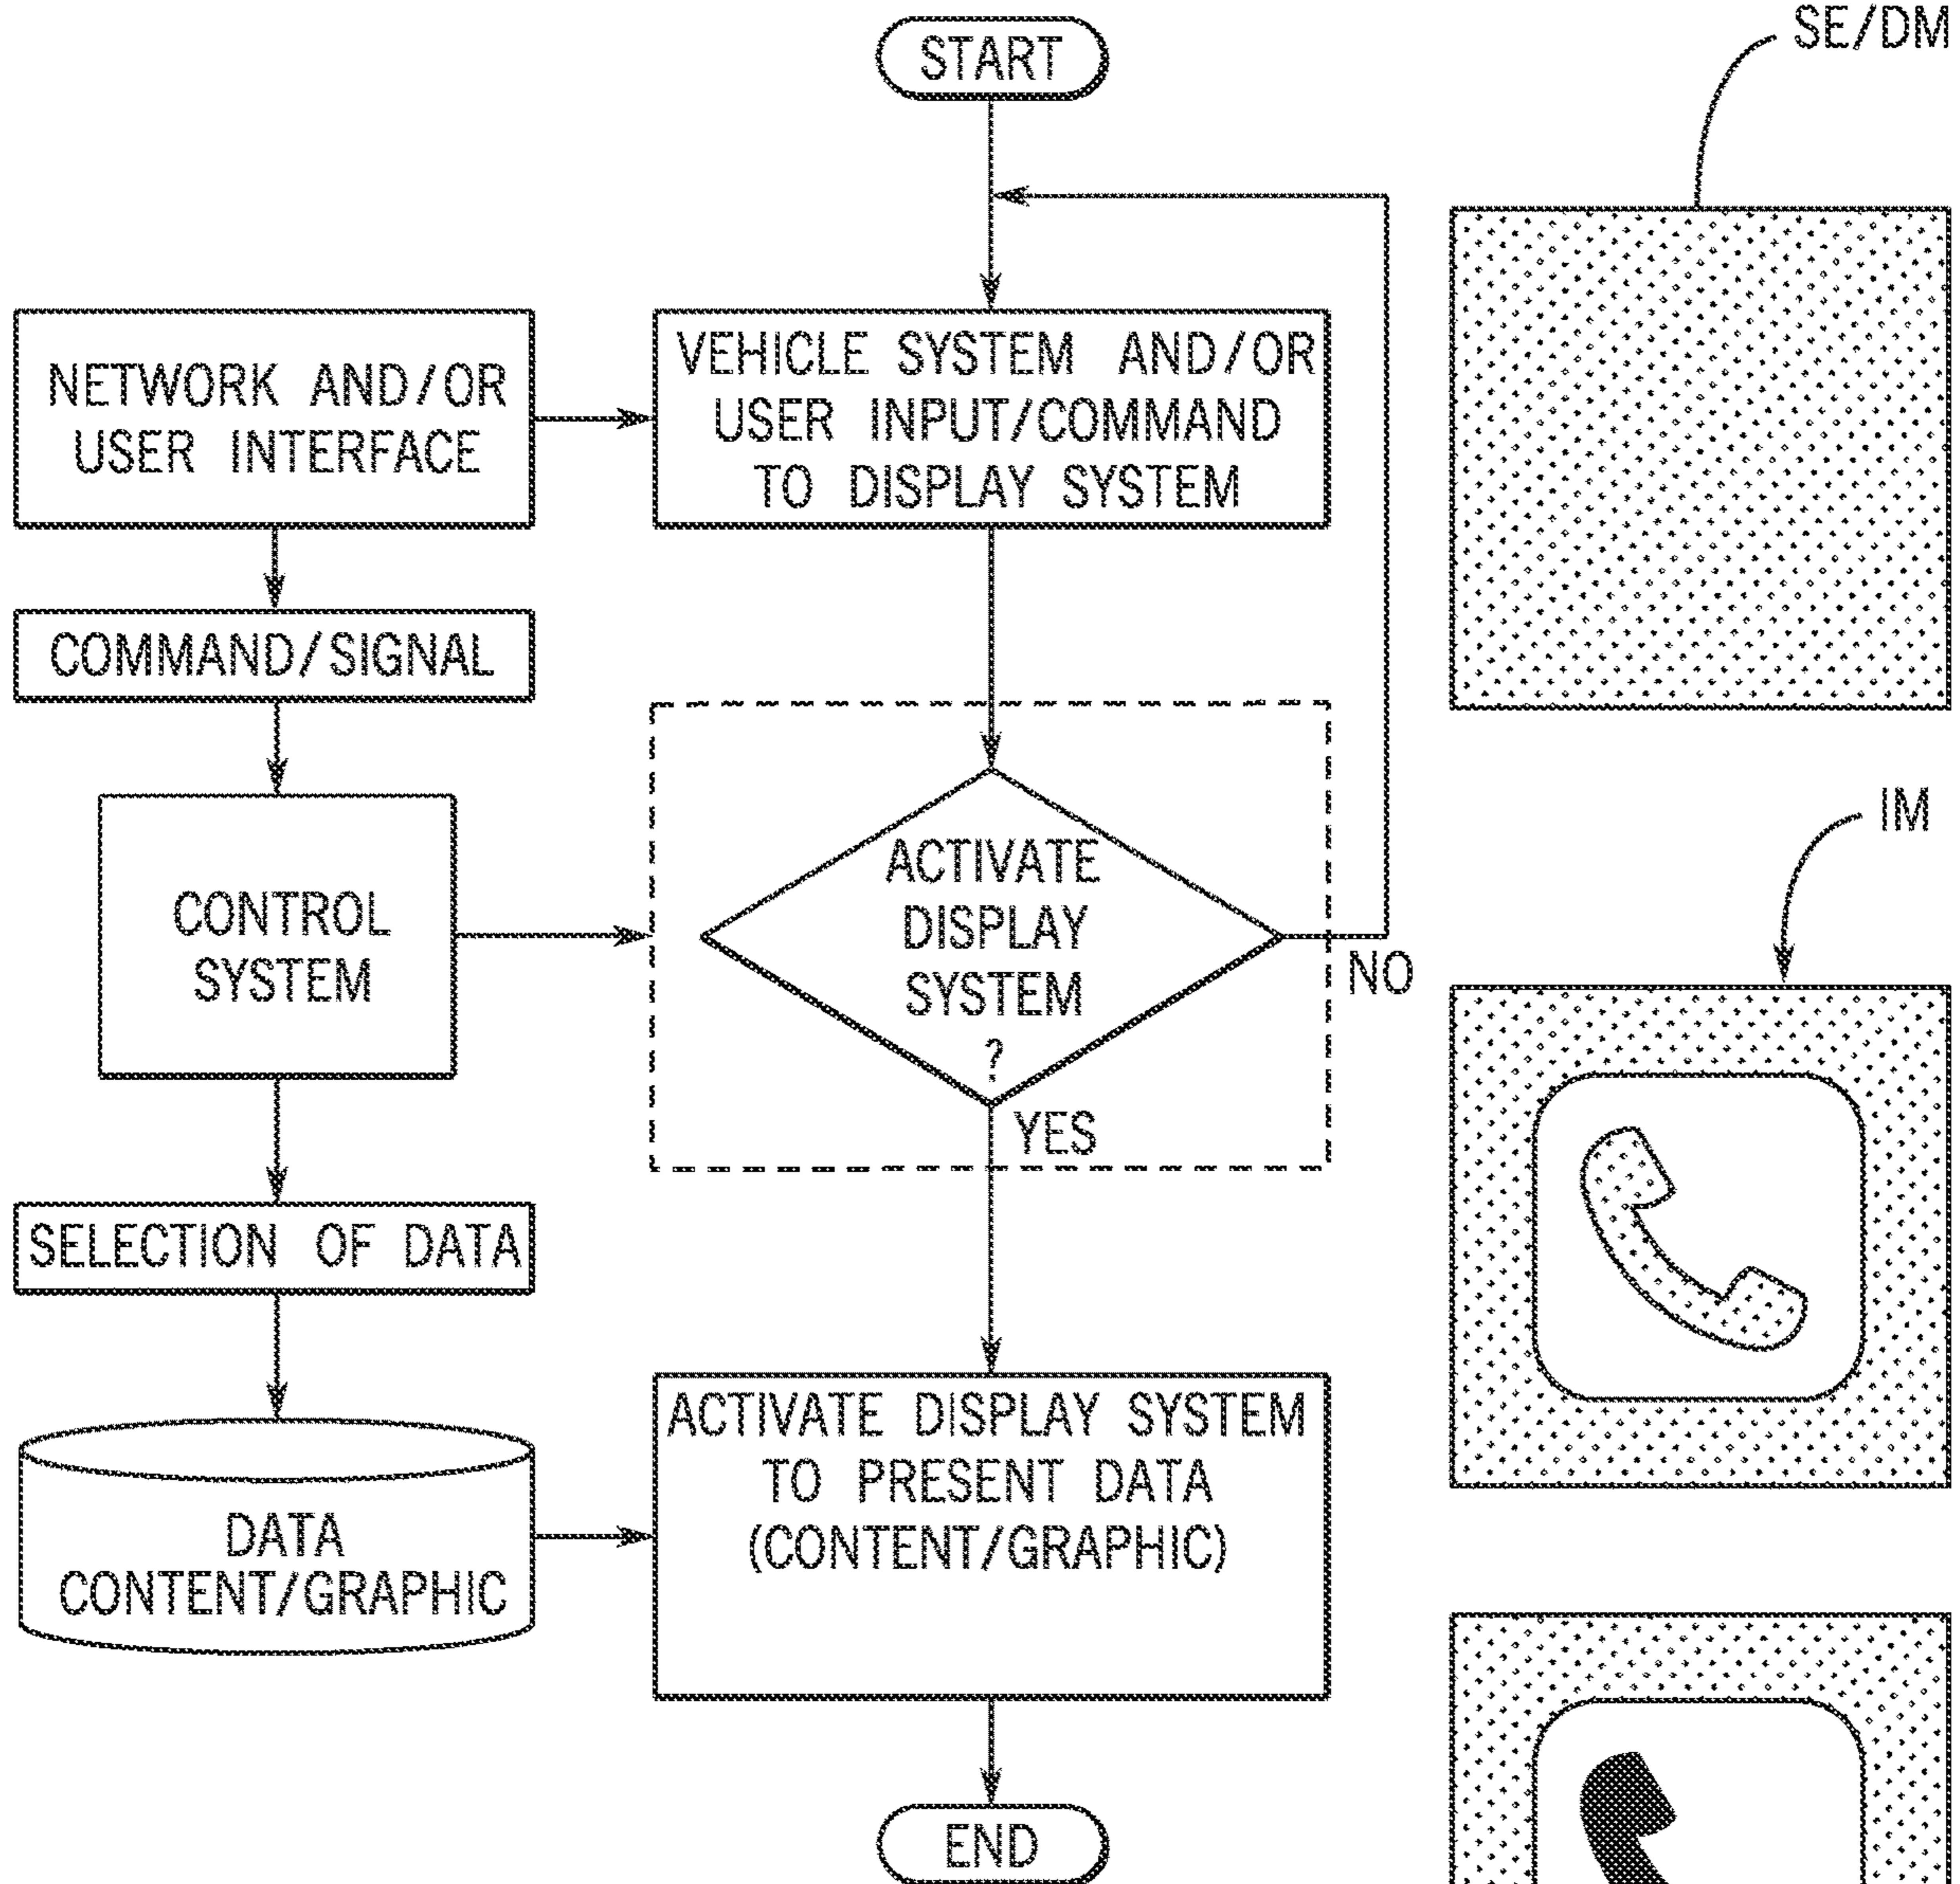 START
SE/DM
NETWORK AND/OR
USER INTERFACE
VEHICLE SYSTEM AND/OR
USER INPUT/COMMAND
TO DISPLAY SYSTEM
COMMAND/SIGNAL
CONTROL
SYSTEM
ACTIVATE
DISPLAY
SYSTEM
?
NO
YES
IM
SELECTION OF DATA
DATA
CONTENT/GRAPHIC
ACTIVATE DISPLAY SYSTEM
TO PRESENT DATA
(CONTENT/GRAPHIC)
END